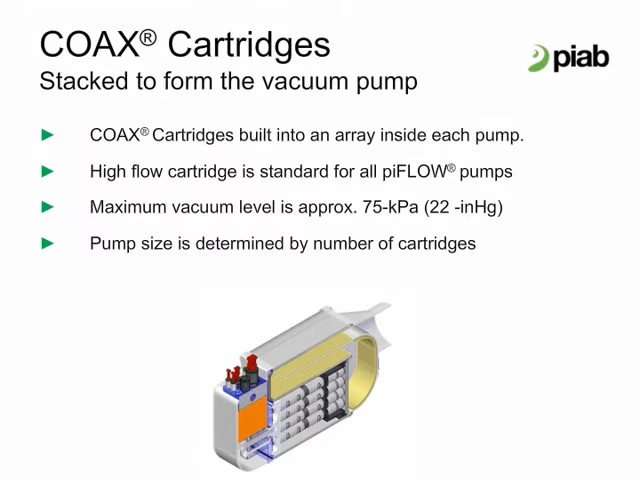 COAX® Cartridges
Stacked to form the vacuum pump
piab
► COAX® Cartridges built into an array inside each pump.
► High flow cartridge is standard for all piFLOW® pumps
► Maximum vacuum level is approx. 75-kPa (22 -inHg)
► Pump size is determined by number of cartridges